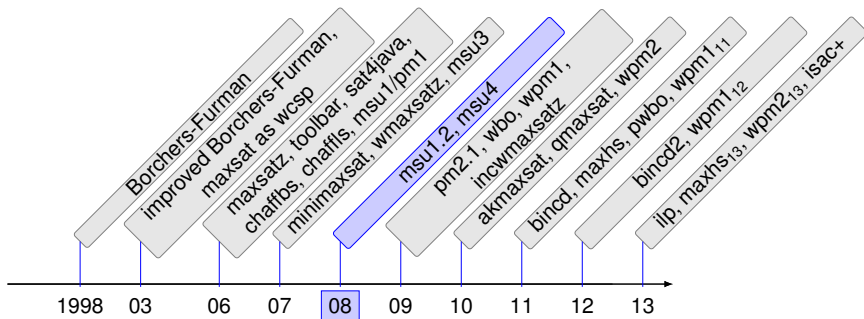 Borchers-Furman
improved Borchers-Furman,
maxsat as wcsp
maxsatz, toolbar, sat4java,
chaffbs, chaffls, msu1/pm1
minimaxsat, wmaxsatz, msu3
msu1.2, msu4
pm2.1, wbo, wpm1,
incwmaxsatz
akmaxsat, qmaxsat, wpm2
bincd, maxhs, pwbo, wpm1₁₁
bincd2, wpm1₁₂
ilp, maxhs₁₃, wpm2₁₃, isac+
1998 03 06 07 08 09 10 11 12 13